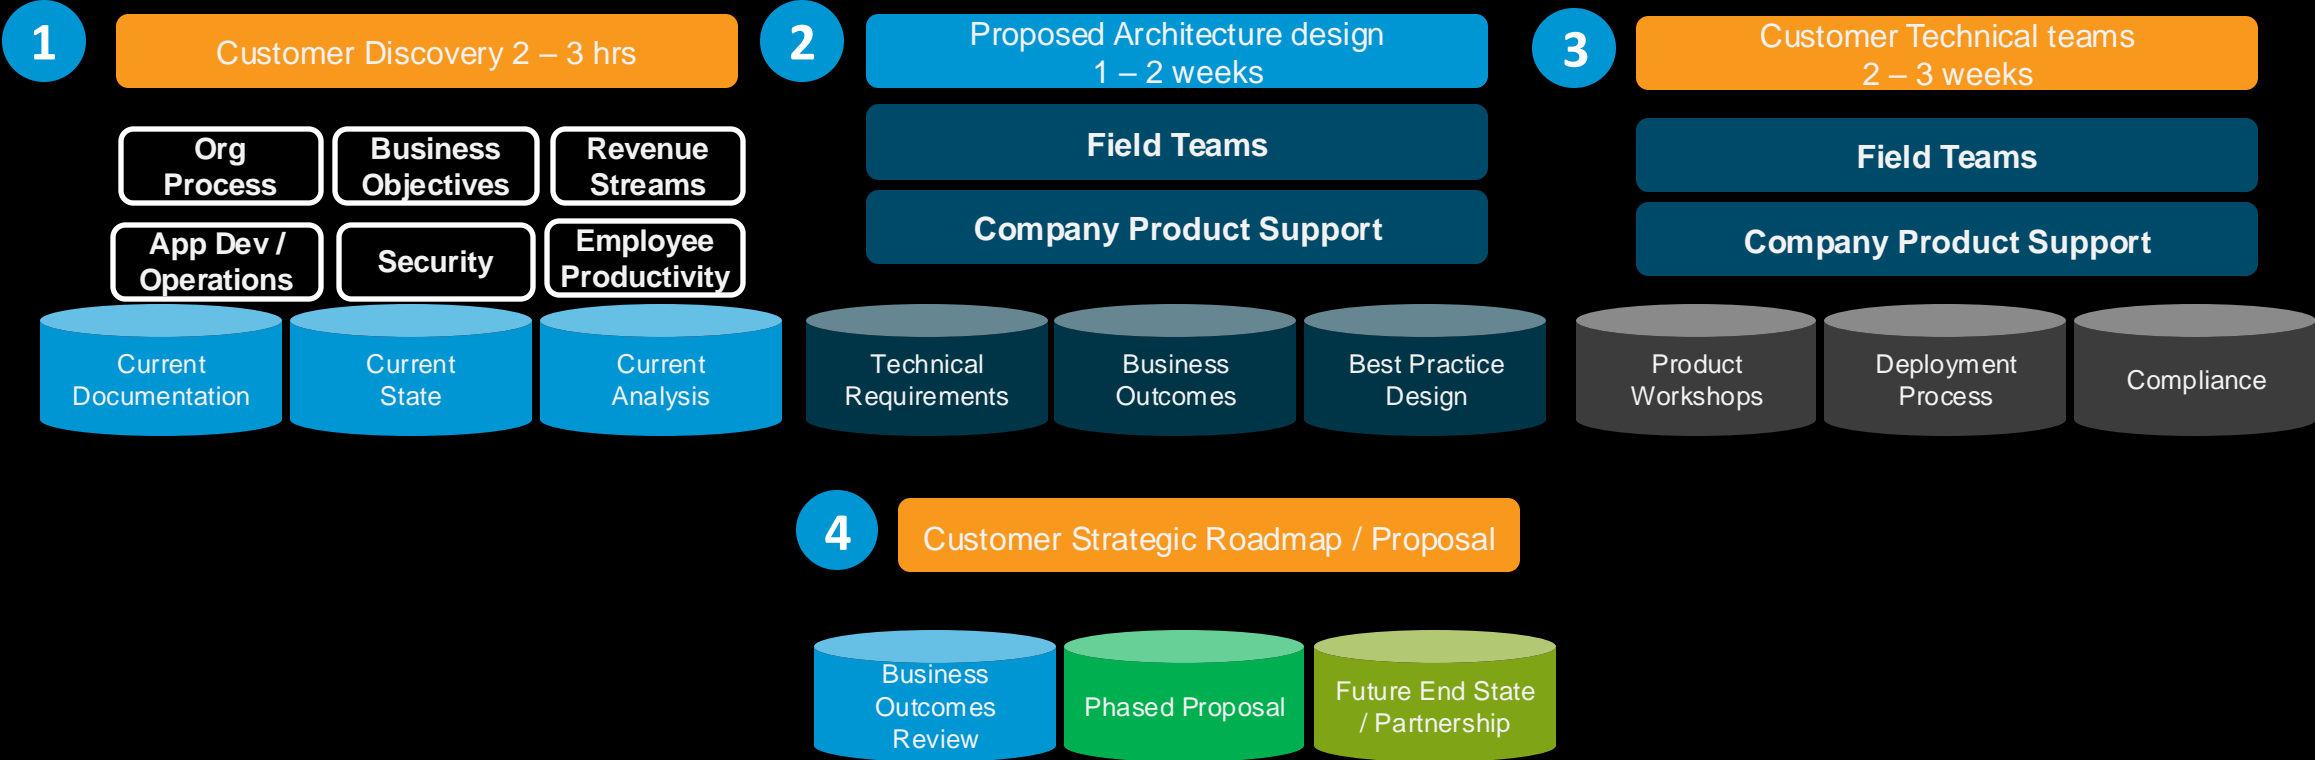 1
Customer Discovery 2 – 3 hrs
Org
Process
Business
Objectives
Revenue
Streams
App Dev /
Operations
Security
Employee
Productivity
Current
Documentation
Current
State
Current
Analysis
2
Proposed Architecture design
1 – 2 weeks
Field Teams
Company Product Support
Technical
Requirements
Business
Outcomes
Best Practice
Design
3
Customer Technical teams
2 – 3 weeks
Field Teams
Company Product Support
Product
Workshops
Deployment
Process
Compliance
4
Customer Strategic Roadmap / Proposal
Business
Outcomes
Review
Phased Proposal
Future End State
/ Partnership